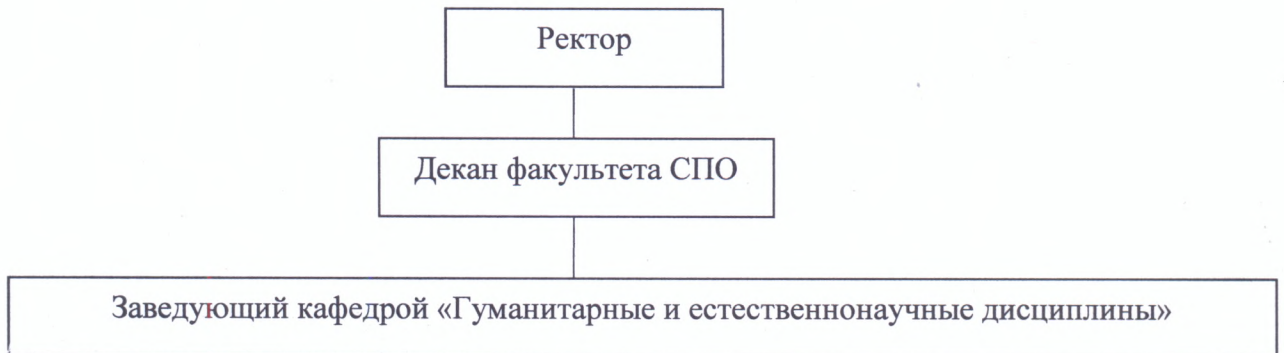 Ректор
Декан факультета СПО
Заведующий кафедрой «Гуманитарные и естественнонаучные дисциплины»